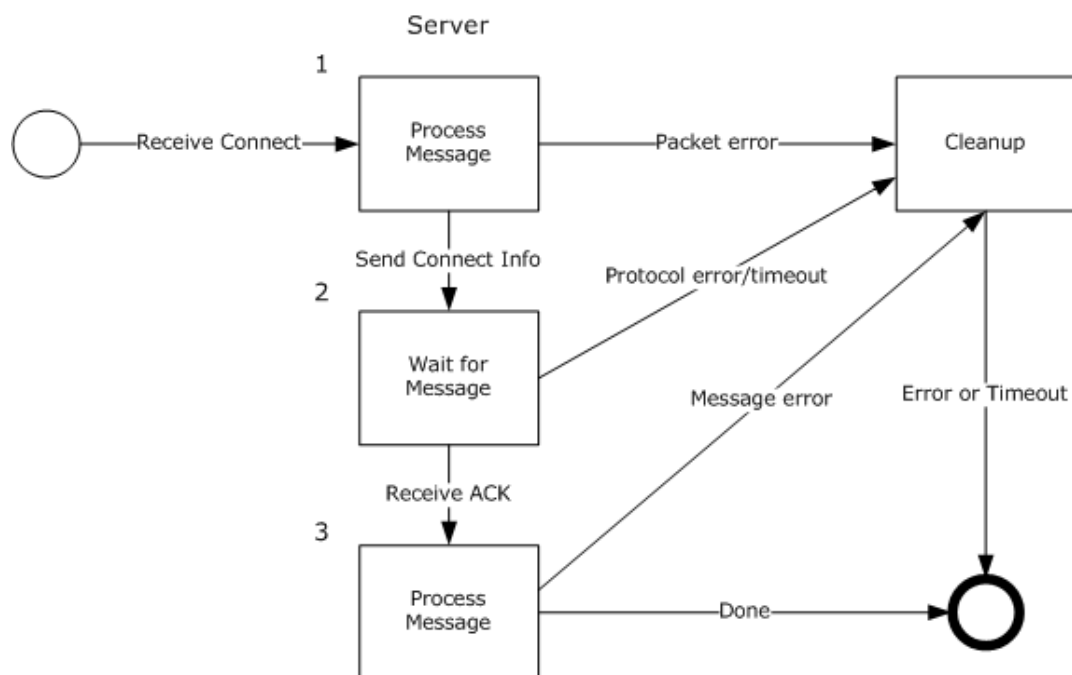 Server
1
Receive Connect
Process
Message
Packet error
Cleanup
Send Connect Info
2
Protocol error/timeout
Wait for
Message
Message error
Error or Timeout
Receive ACK
3
Process
Message
Done